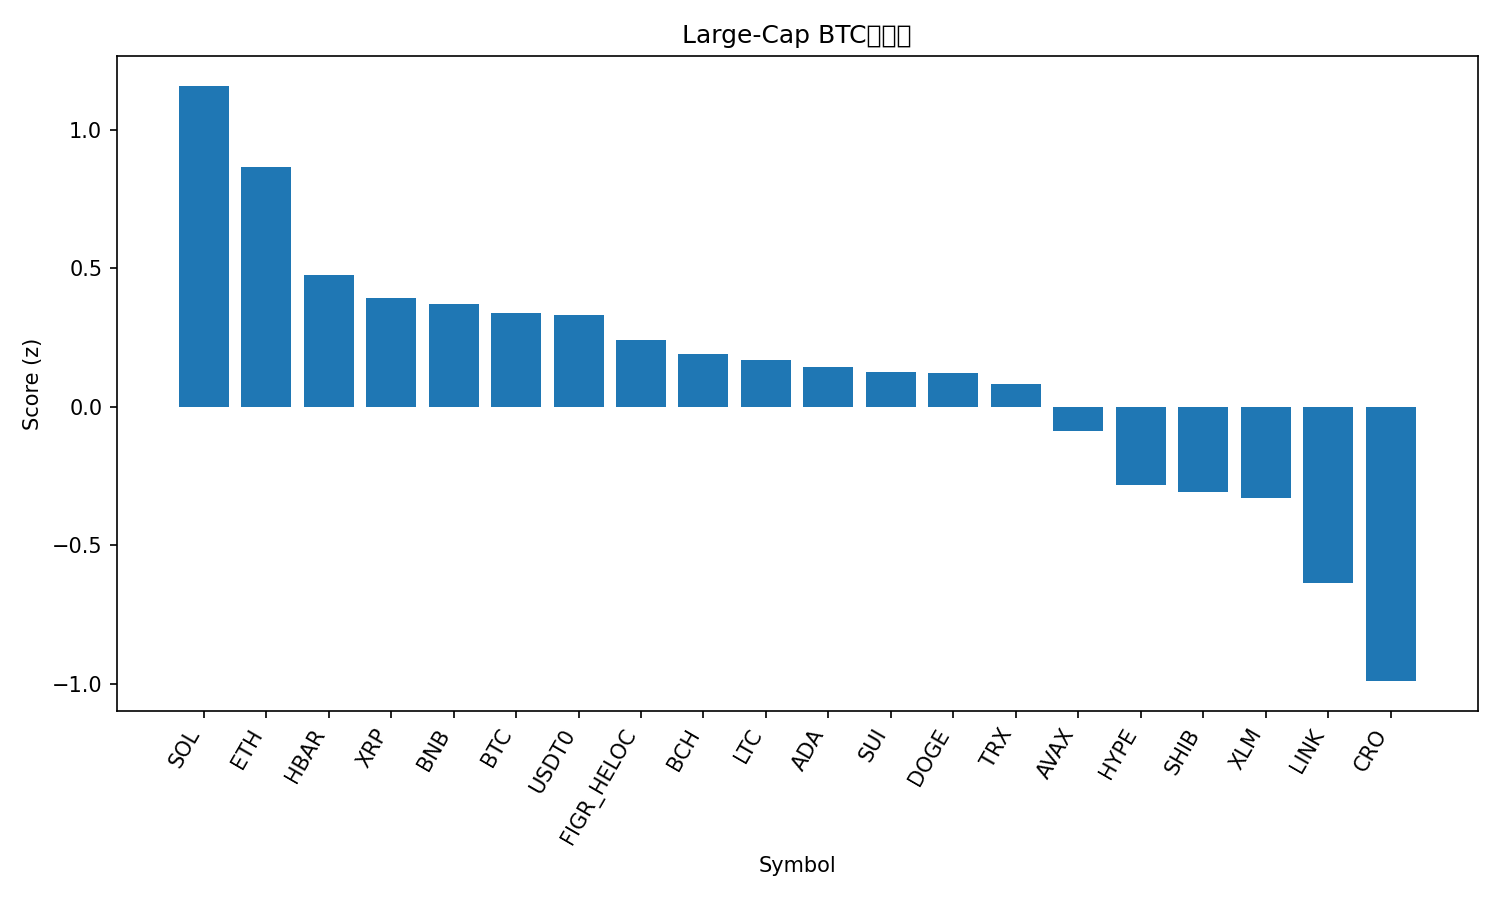 Large-Cap BTC
1.0
0.5
0.0
−0.5
−1.0
Score (z)
SOL
ETH
HBAR
XRP
BNB
BTC
USDT0
FIGR_HELOC
BCH
LTC
ADA
SUI
DOGE
TRX
AVAX
HYPE
SHIB
XLM
LINK
CRO
Symbol